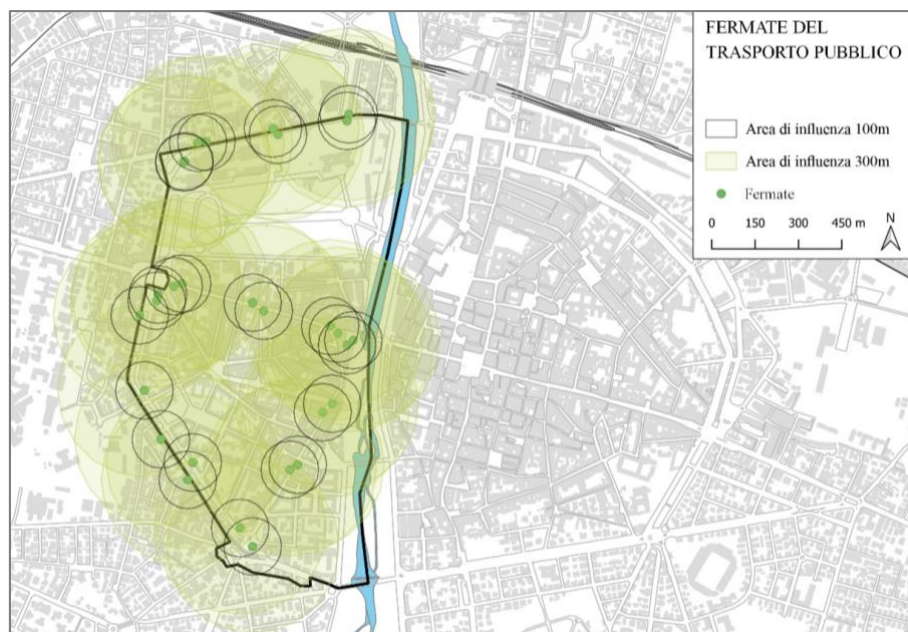 FERMATE DEL
TRASPORTO PUBBLICO
Area di influenza 100m
Area di influenza 300m
Fermate
0 150 300 450 m
N